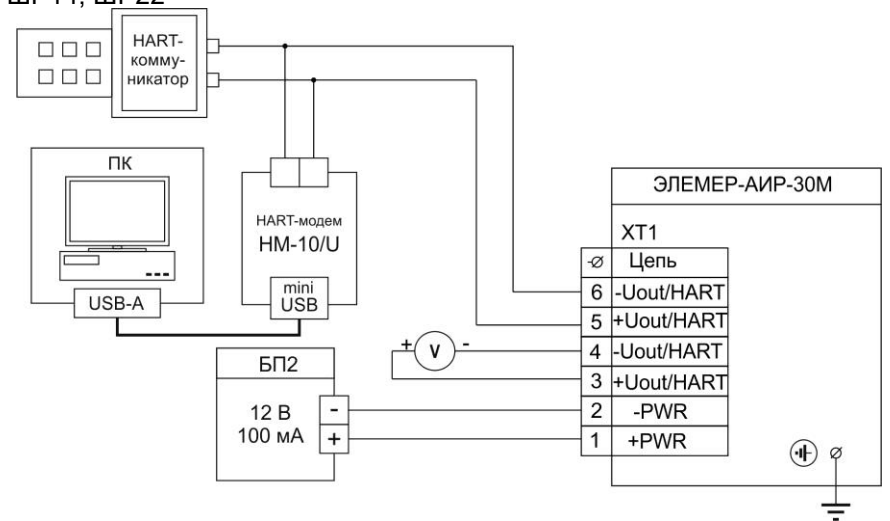 HART-
комму-
никатор
ПК
USB-A
HART-модем
HM-10/U
mini
USB
БП2
12 В
100 мА
-
+
+ V -
ЭЛЕМЕР-АИР-30М
XT1
Цепь
6 -Uout/HART
5 +Uout/HART
4 -Uout/HART
3 +Uout/HART
2 -PWR
1 +PWR